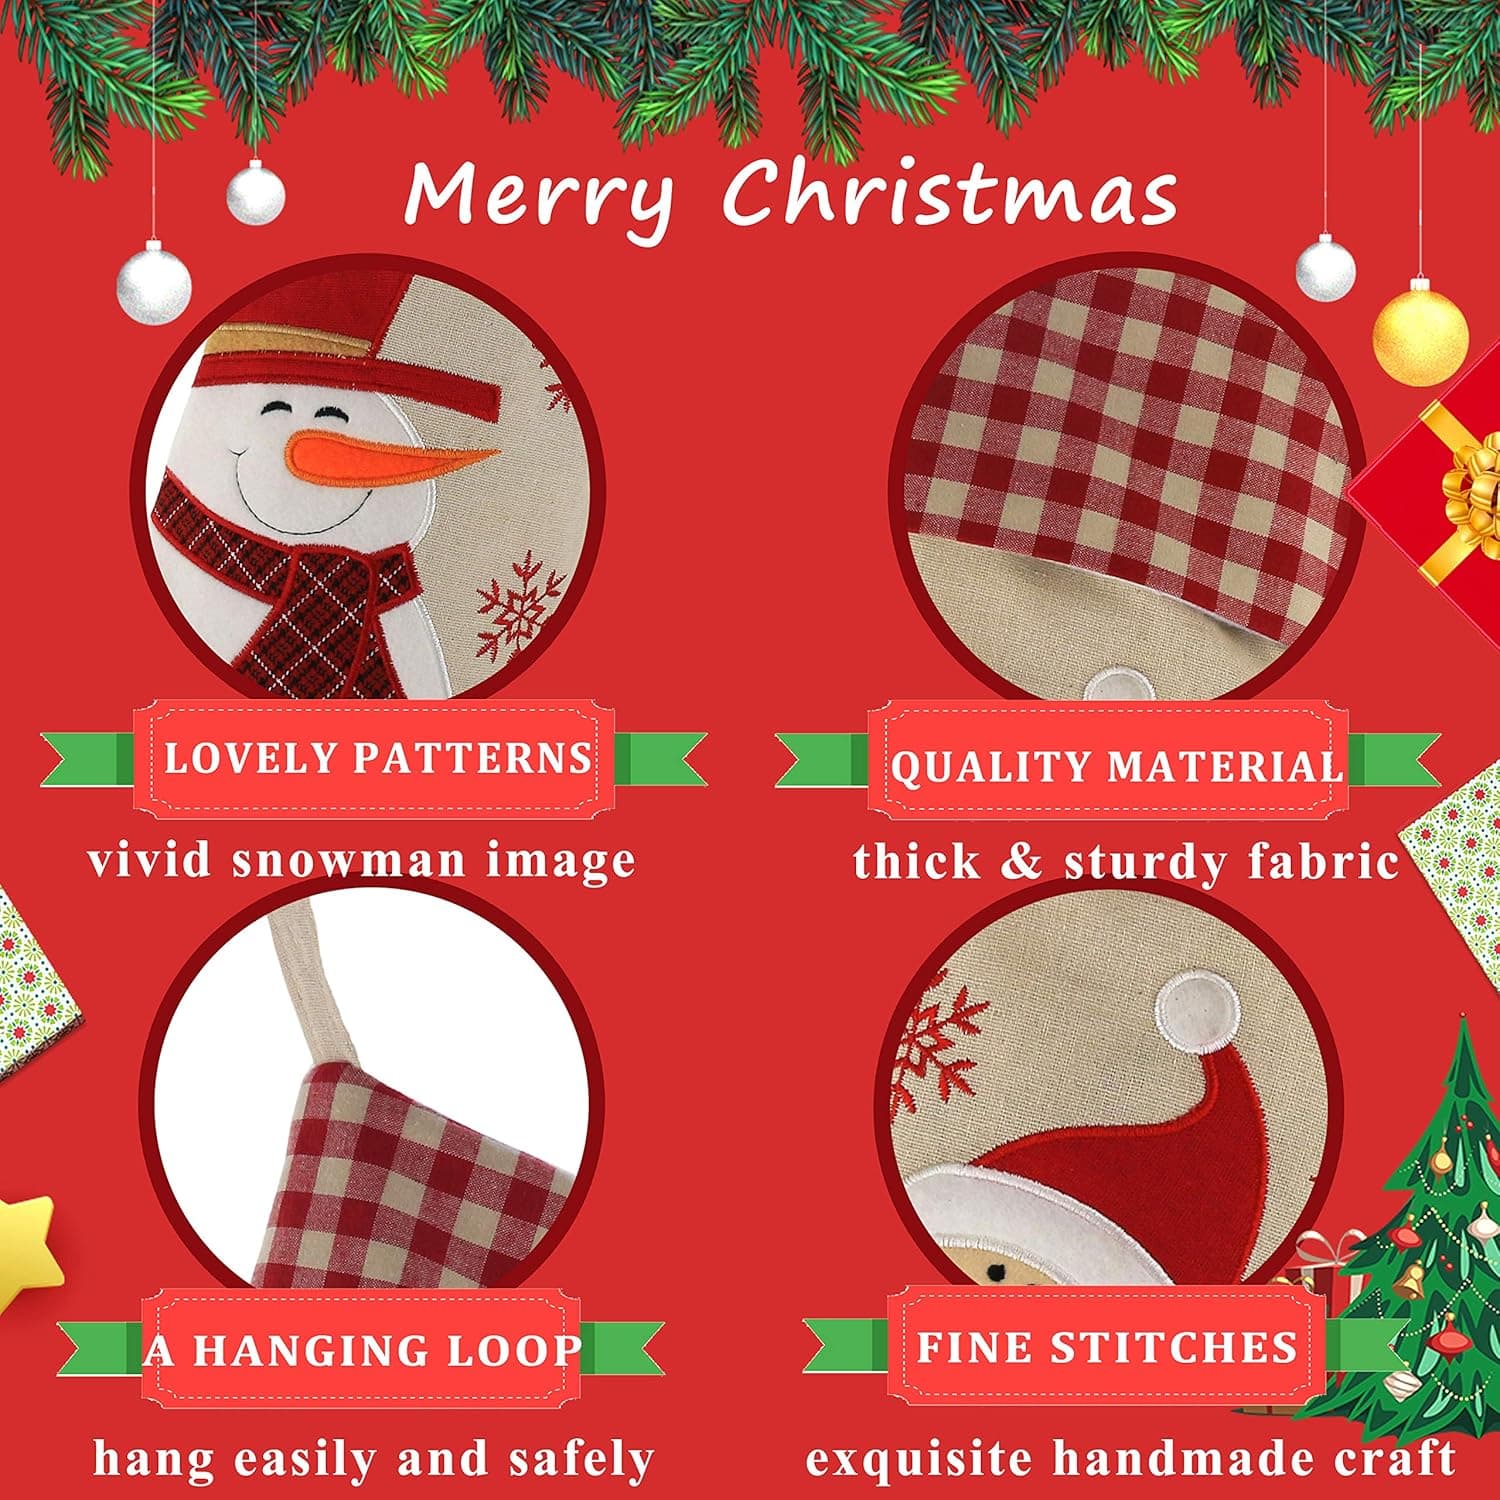 Merry Christmas
LOVELY PATTERNS
vivid snowman image
QUALITY MATERIAL
thick & sturdy fabric
A HANGING LOOP
hang easily and safely
FINE STITCHES
exquisite handmade craft